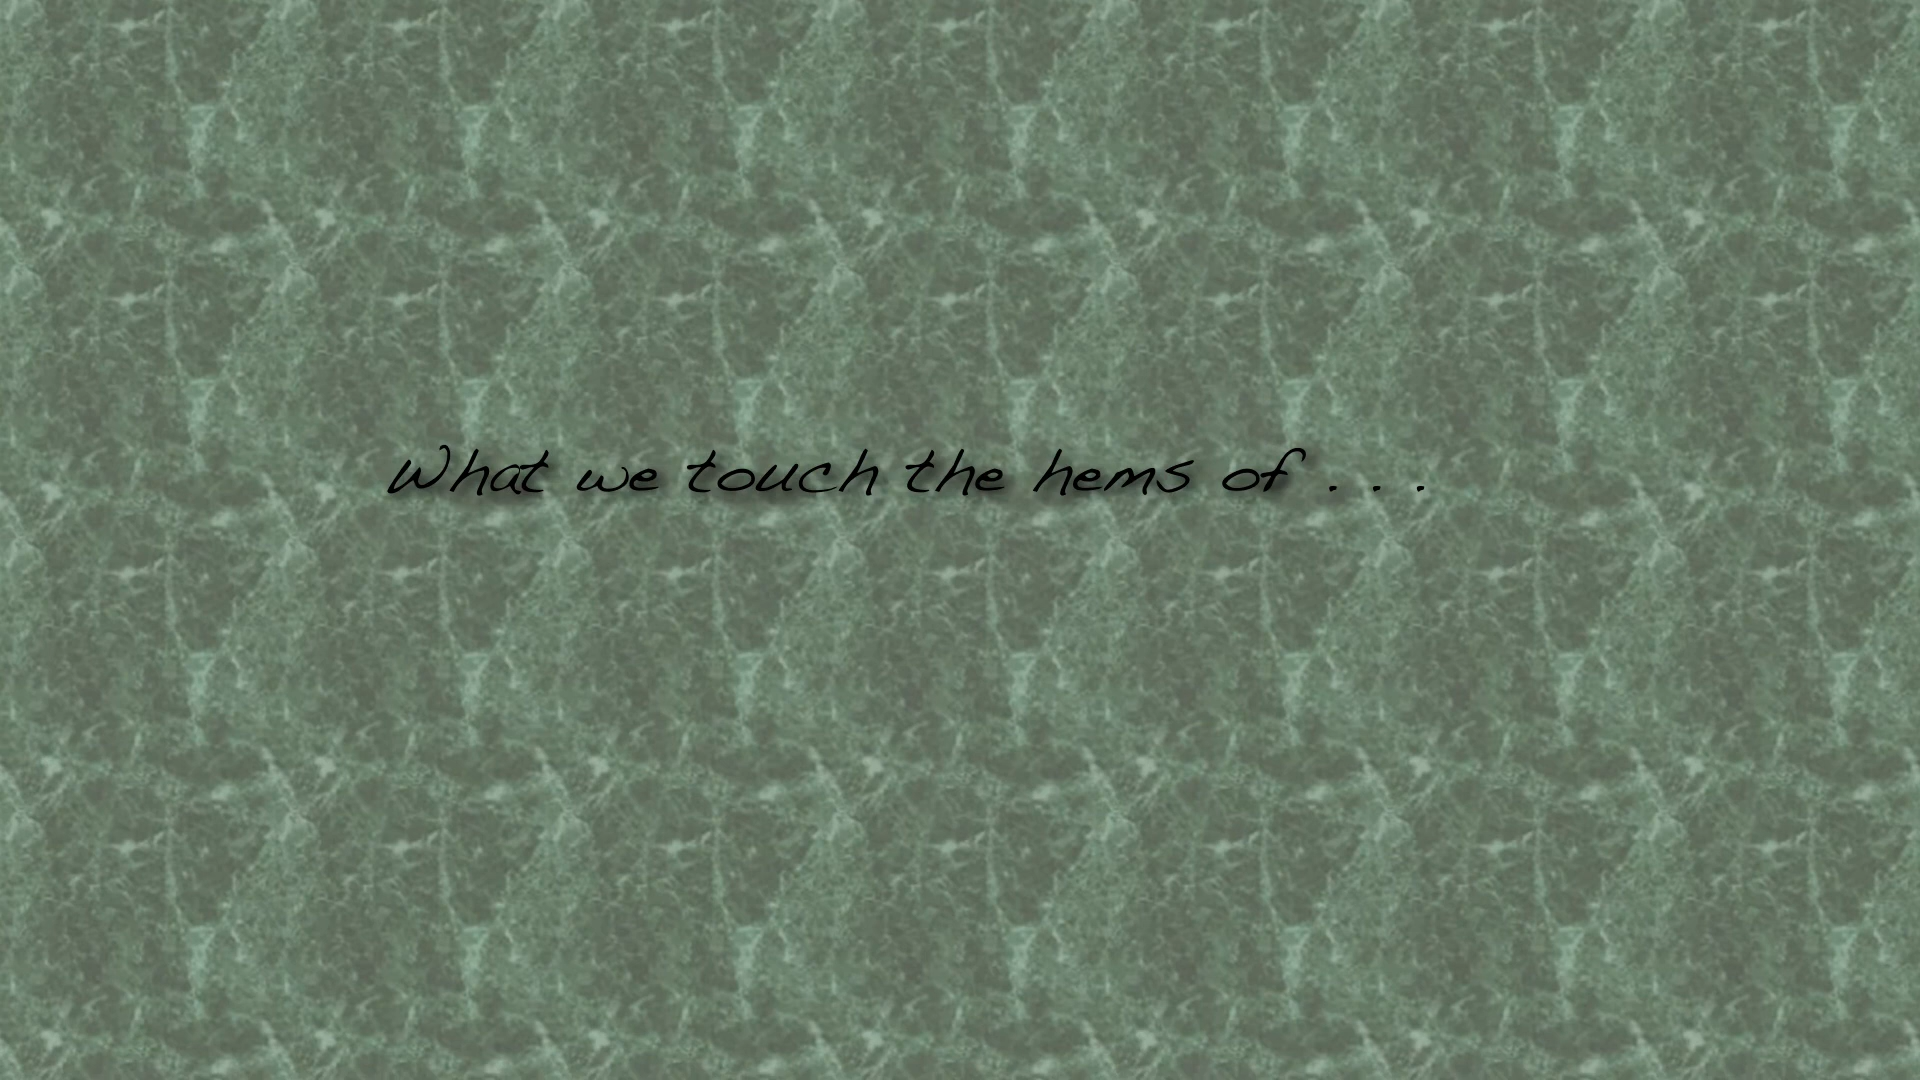 What we touch the hems of . . .